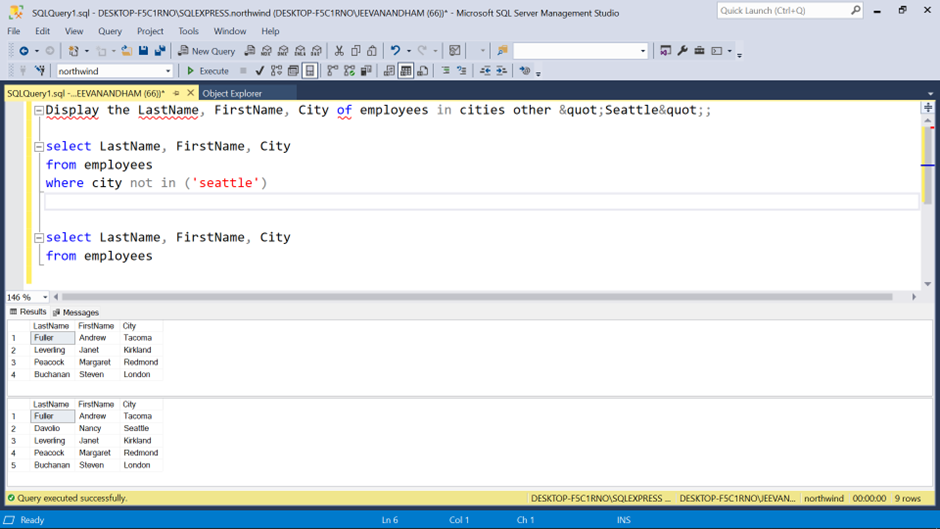 SQLQuery1.sql - DESKTOP-F5C1RNO\SQLEXPRESS.northwind (DESKTOP-F5C1RNO\JEEVANANDHAM (66))* - Microsoft SQL Server Management Studio
Quick Launch (Ctrl+Q)
File Edit View Query Project Tools Window Help
New Query
MDX DMX XMLA DAX
northwind Execute
SQLQuery1.sql -...EEVANANDHAM (66))* Object Explorer
Display the LastName, FirstName, City of employees in cities other &quot;Seattle&quot;;
select LastName, FirstName, City
from employees
where city not in ('seattle')
select LastName, FirstName, City
from employees
146 %
Results Messages
LastName FirstName City
1 Fuller Andrew Tacoma
2 Leverling Janet Kirkland
3 Peacock Margaret Redmond
4 Buchanan Steven London
LastName FirstName City
1 Fuller Andrew Tacoma
2 Davolio Nancy Seattle
3 Leverling Janet Kirkland
4 Peacock Margaret Redmond
5 Buchanan Steven London
Query executed successfully. DESKTOP-F5C1RNO\SQLEXPRESS ... DESKTOP-F5C1RNO\JEEVAN... northwind 00:00:00 9 rows
Ready Ln 6 Col 1 Ch 1 INS